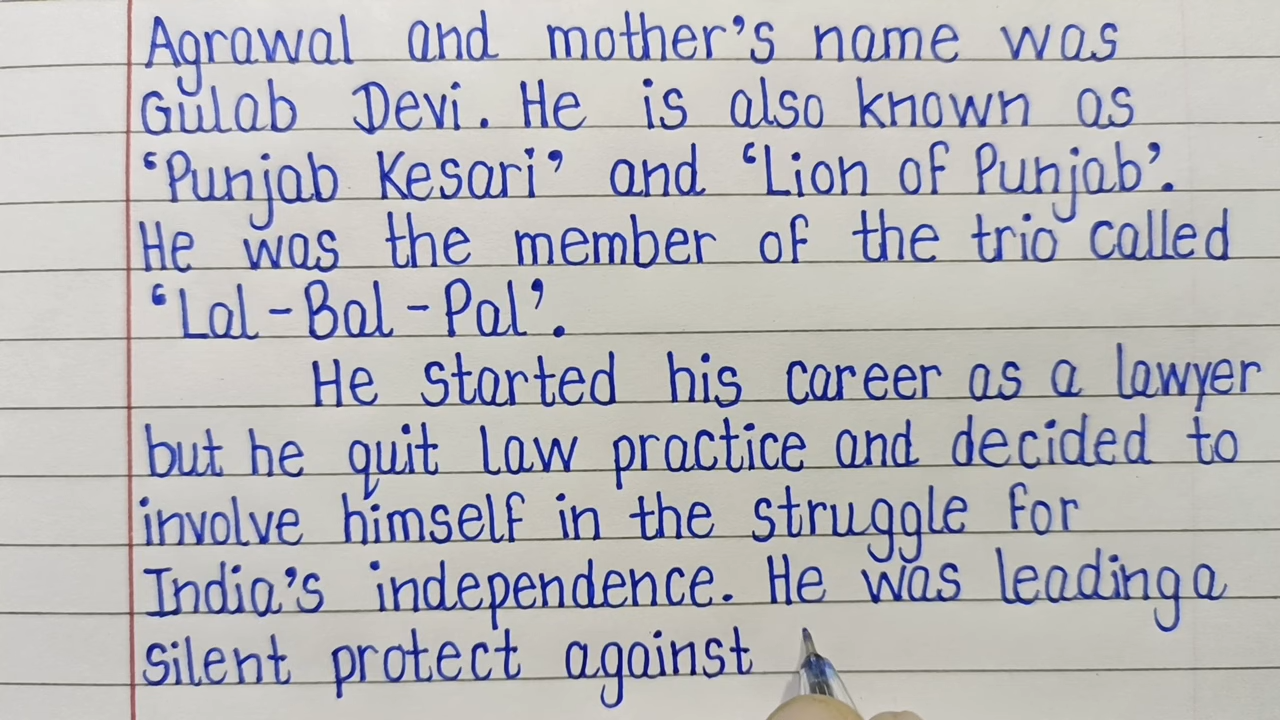 Agrawal and mother's name was
Gulab Devi. He is also known as
‘Punjab Kesari’ and ‘Lion of Punjab’.
He was the member of the trio called
‘Lal-Bal-Pal’.
He started his career as a lawyer
but he quit law practice and decided to
involve himself in the struggle for
India's independence. He was leading a
silent protect against